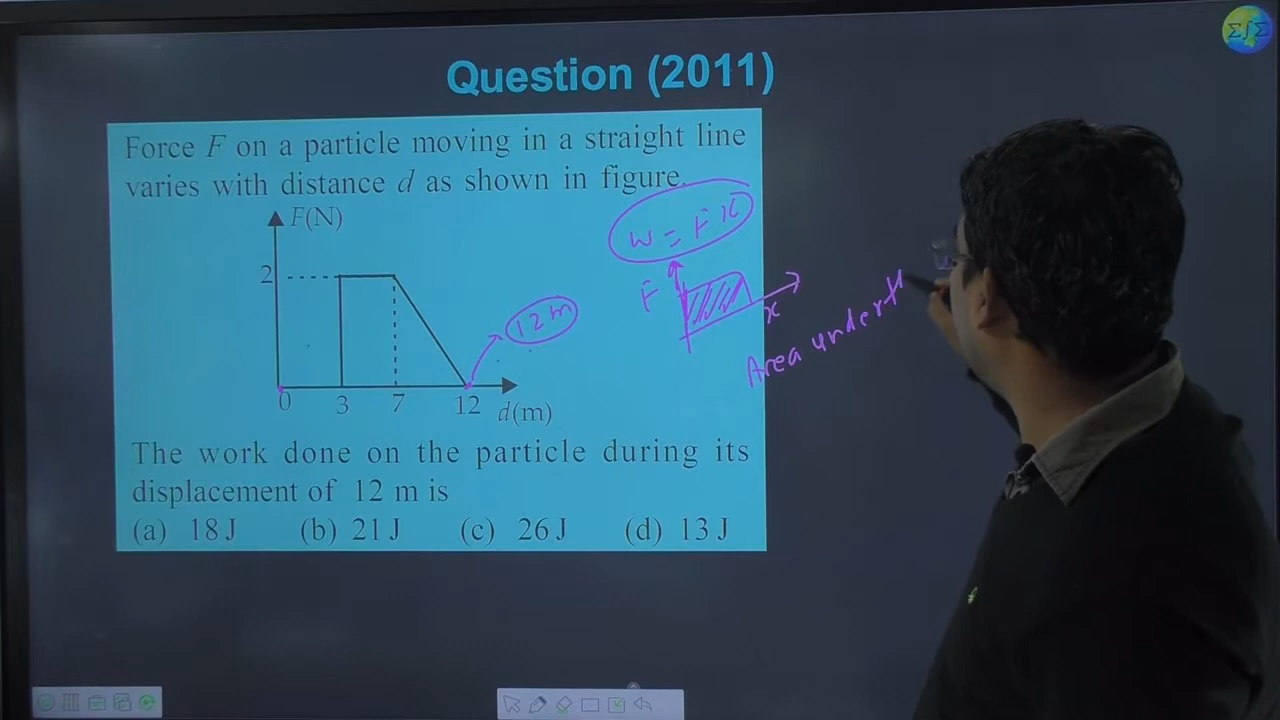 ΣʃΣ
Question (2011)
Force F on a particle moving in a straight line
varies with distance d as shown in figure.
F(N)
2
0 3 7 12 d(m)
12 m
W = F x
F
x
Area under th
The work done on the particle during its
displacement of 12 m is
(a) 18 J (b) 21 J (c) 26 J (d) 13 J